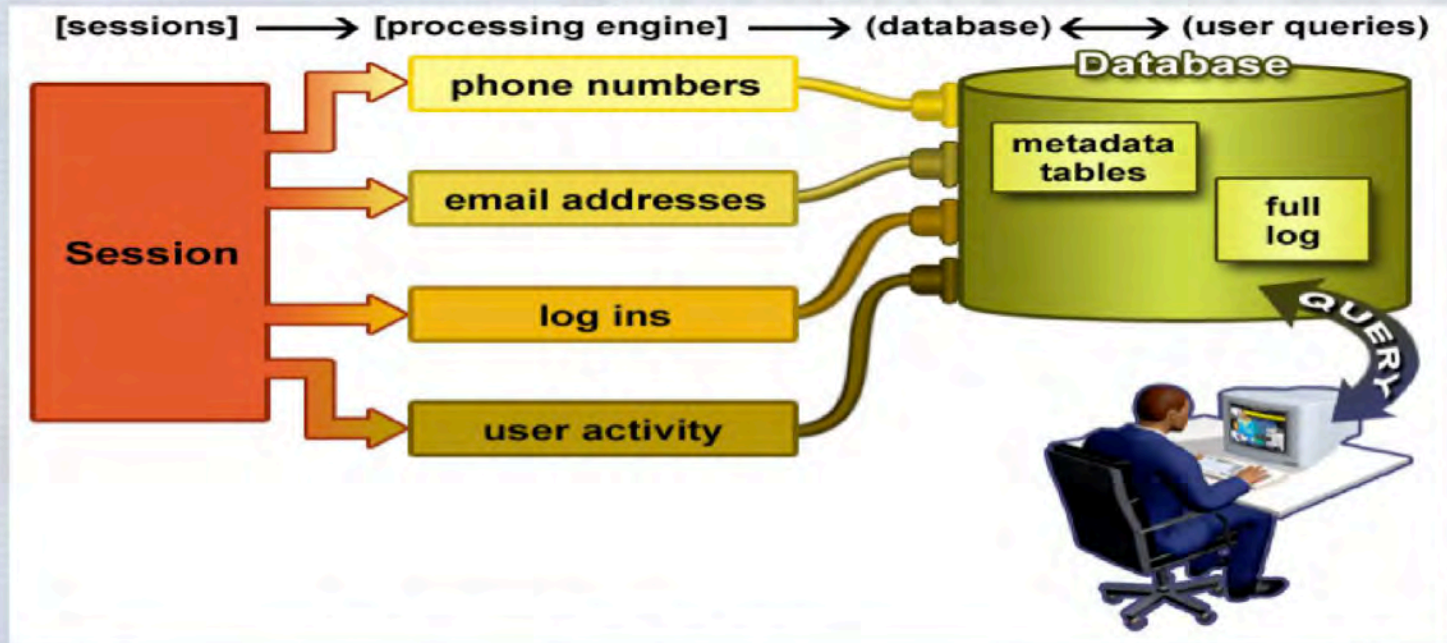 [sessions] → [processing engine] → (database) ↔ (user queries)
Database
phone numbers
email addresses
log ins
user activity
Session
metadata
tables
full
log
QUERY